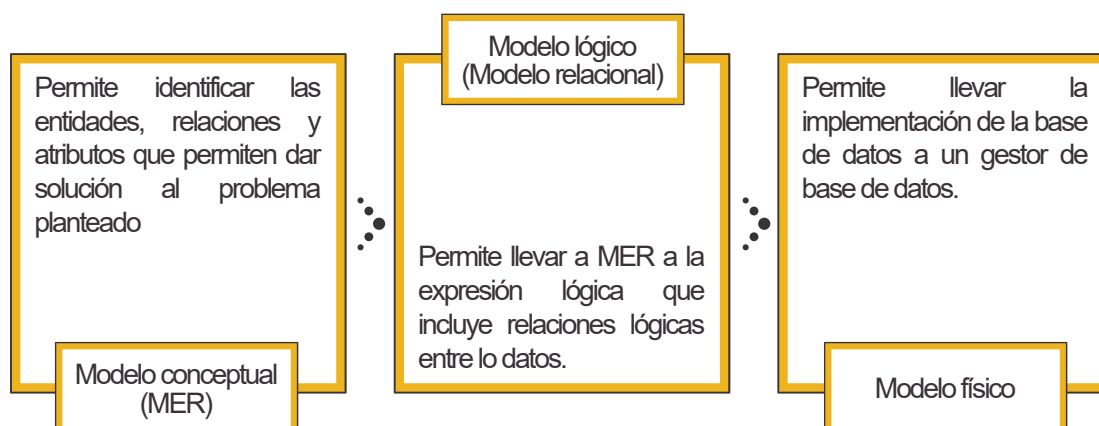 Permite identificar las
entidades, relaciones y
atributos que permiten dar
solución al problema
planteado
Modelo conceptual
(MER)
Modelo lógico
(Modelo relacional)
Permite llevar a MER a la
expresión lógica que
incluye relaciones lógicas
entre lo datos.
Permite llevar la
implementación de la base
de datos a un gestor de
base de datos.
Modelo físico